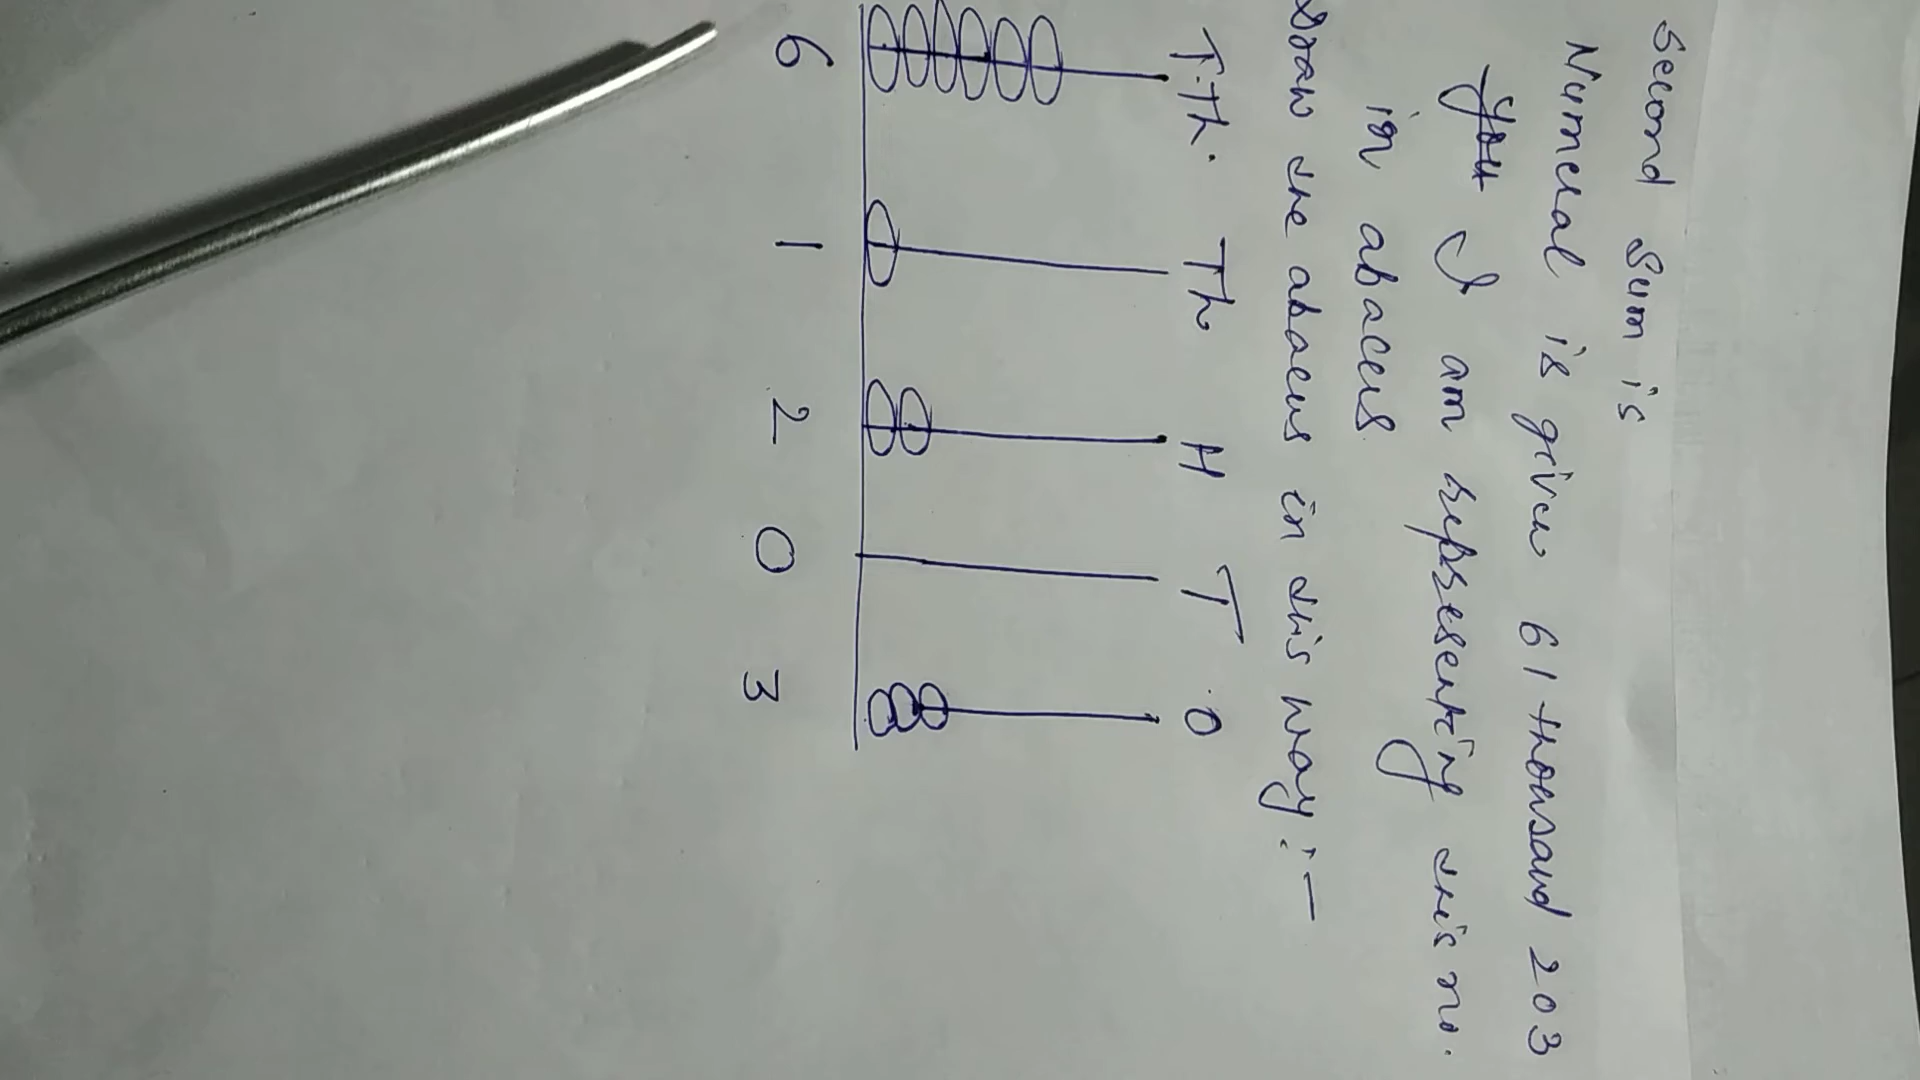 Second Sum is
Numeral is given 61 thousand 203
you I am representing this no.
in abacus
Draw the abacus in this way :-
T.Th. Th H T O
6 1 2 0 3